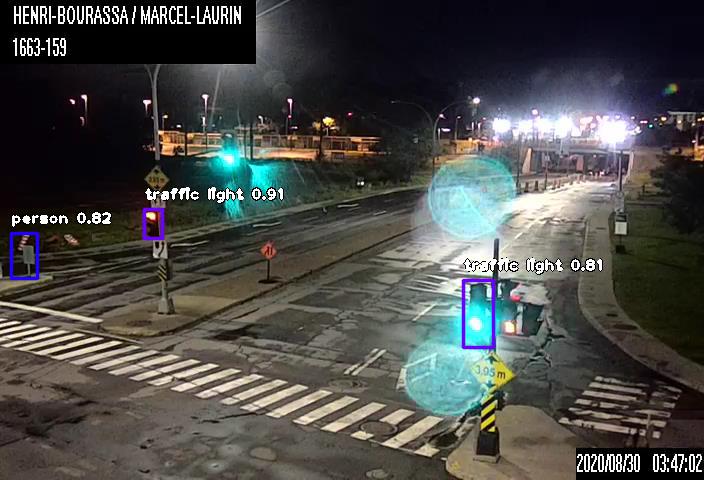 HENRI-BOURASSA / MARCEL-LAURIN
1663-159
traffic light 0.91
person 0.82
traffic light 0.81
3,95 m
2020/08/30 03:47:02